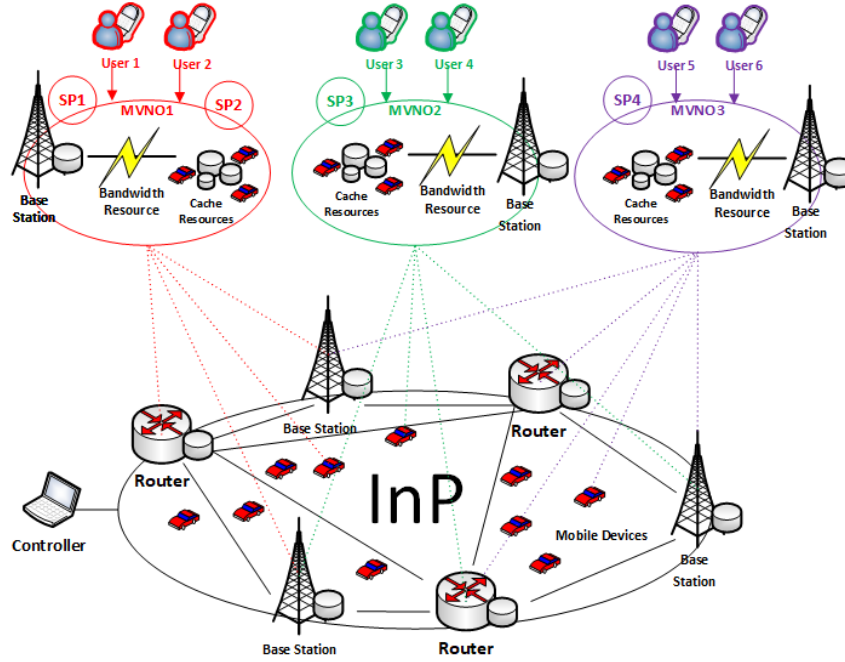 User 1
User 2
User 3
User 4
User 5
User 6
SP1
MVNO1
SP2
SP3
MVNO2
SP4
MVNO3
Base
Station
Bandwidth
Resource
Cache
Resources
Cache
Resources
Bandwidth
Resource
Base
Station
Cache
Resources
Bandwidth
Resource
Base
Station
Base Station
Router
Router
InP
Controller
Mobile Devices
Base
Station
Base Station
Router